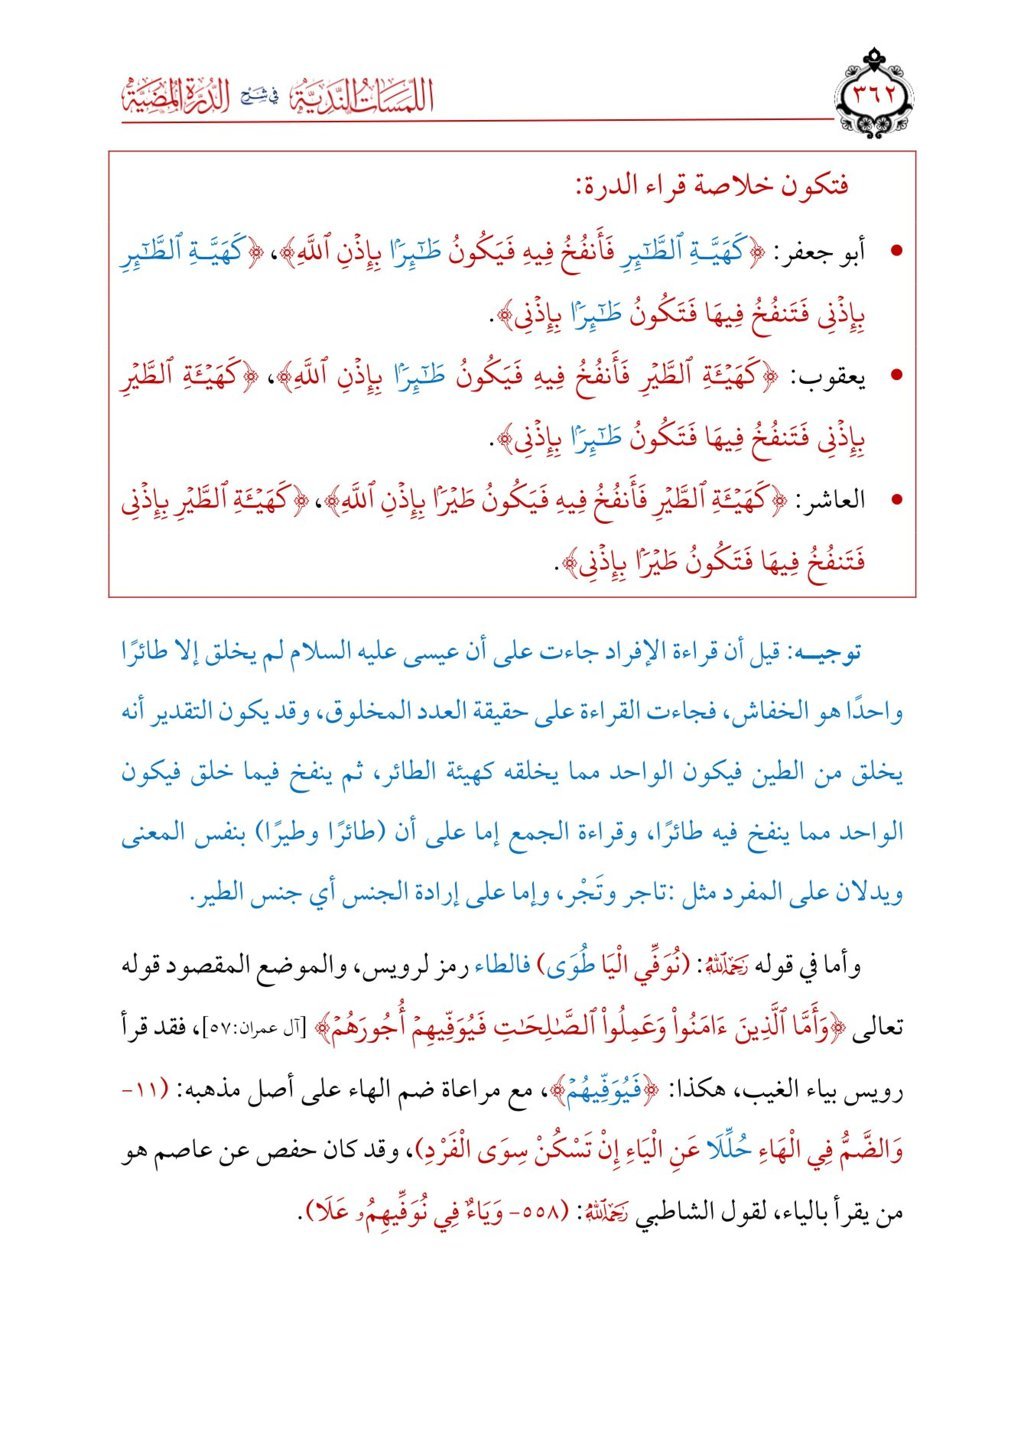 ٣٦٢
اللمسات الندية في شرح الدرة المضية
فتكون خلاصة قراء الدرة:
• أبو جعفر: ﴿كَهَيَّةِ ٱلطَّٰٓئِرِ فَأَنفُخُ فِيهِ فَيَكُونُ طَٰٓئِرَۢا بِإِذۡنِ ٱللَّهِ﴾، ﴿كَهَيَّةِ ٱلطَّٰٓئِرِ
بِإِذۡنِى فَتَنفُخُ فِيهَا فَتَكُونُ طَٰٓئِرَۢا بِإِذۡنِى﴾.
• يعقوب: ﴿كَهَيۡـَٔةِ ٱلطَّيۡرِ فَأَنفُخُ فِيهِ فَيَكُونُ طَٰٓئِرَۢا بِإِذۡنِ ٱللَّهِ﴾، ﴿كَهَيۡـَٔةِ ٱلطَّيۡرِ
بِإِذۡنِى فَتَنفُخُ فِيهَا فَتَكُونُ طَٰٓئِرَۢا بِإِذۡنِى﴾.
• العاشر: ﴿كَهَيۡـَٔةِ ٱلطَّيۡرِ فَأَنفُخُ فِيهِ فَيَكُونُ طَيۡرَۢا بِإِذۡنِ ٱللَّهِ﴾، ﴿كَهَيۡـَٔةِ ٱلطَّيۡرِ بِإِذۡنِى
فَتَنفُخُ فِيهَا فَتَكُونُ طَيۡرَۢا بِإِذۡنِى﴾.
توجيـــه: قيل أن قراءة الإفراد جاءت على أن عيسى عليه السلام لم يخلق إلا طائرًا
واحدًا هو الخفاش، فجاءت القراءة على حقيقة العدد المخلوق، وقد يكون التقدير أنه
يخلق من الطين فيكون الواحد مما يخلقه كهيئة الطائر، ثم ينفخ فيما خلق فيكون
الواحد مما ينفخ فيه طائرًا، وقراءة الجمع إما على أن (طائرًا وطيرًا) بنفس المعنى
ويدلان على المفرد مثل :تاجر وتَجْر، وإما على إرادة الجنس أي جنس الطير.
وأما في قوله رَحِمَهُ ٱللَّهُ: (نُوَفِّي الْيَا طُوَى) فالطاء رمز لرويس، والموضع المقصود قوله
تعالى ﴿وَأَمَّا ٱلَّذِينَ ءَامَنُواْ وَعَمِلُواْ ٱلصَّٰلِحَٰتِ فَيُوَفِّيهِمۡ أُجُورَهُمۡ﴾ [آل عمران:٥٧]، فقد قرأ
رويس بياء الغيب، هكذا: ﴿فَيُوَفِّيهُمۡ﴾، مع مراعاة ضم الهاء على أصل مذهبه: (١١-
وَالضَّمُّ فِي الْهَاءِ حُلِّلَا عَنِ الْيَاءِ إِنْ تَسْكُنْ سِوَى الْفَرْدِ)، وقد كان حفص عن عاصم هو
من يقرأ بالياء، لقول الشاطبي رَحِمَهُ ٱللَّهُ: (٥٥٨- وَيَاءٌ فِي نُوَفِّيهِمُۥ عَلَا).